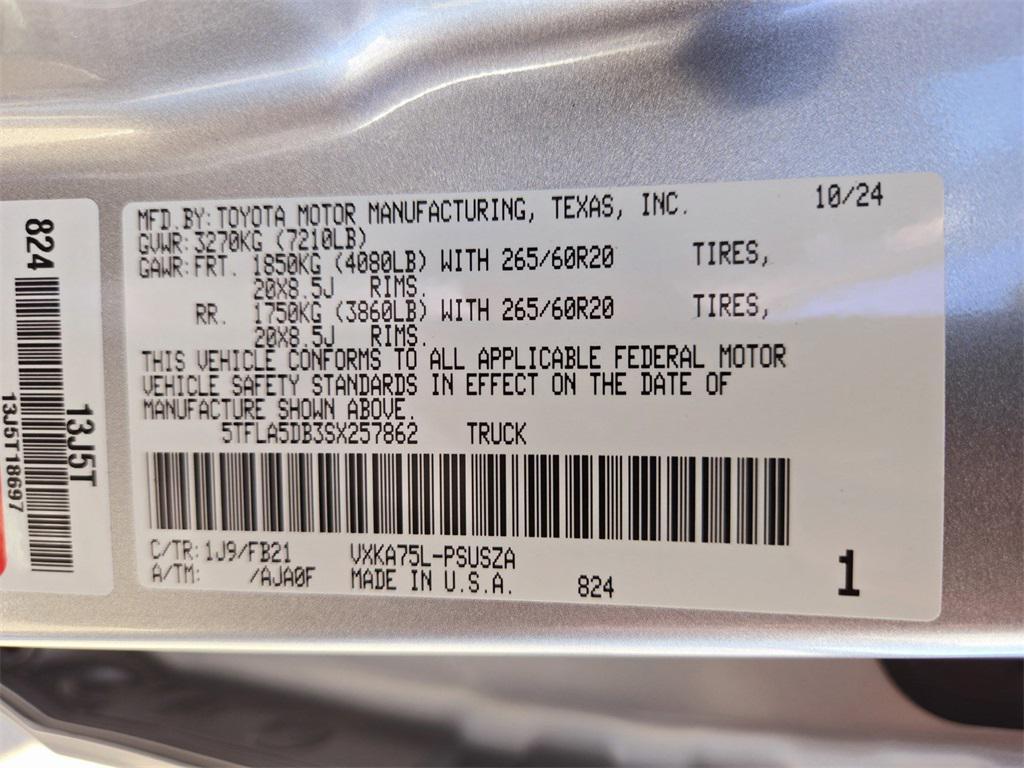 824
13J5T
13J5T18697
MFD.BY: TOYOTA MOTOR MANUFACTURING, TEXAS, INC. 10/24
GVWR: 3270KG (7210LB)
GAWR: FRT. 1850KG (4080LB) WITH 265/60R20 TIRES,
20X8.5J RIMS.
RR. 1750KG (3860LB) WITH 265/60R20 TIRES,
20X8.5J RIMS.
THIS VEHICLE CONFORMS TO ALL APPLICABLE FEDERAL MOTOR
VEHICLE SAFETY STANDARDS IN EFFECT ON THE DATE OF
MANUFACTURE SHOWN ABOVE.
5TFLA5DB3SX257862 TRUCK
C/TR: 1J9/FB21 VXKA75L-PSUSZA
A/TM: /AJA0F MADE IN U.S.A. 824
1